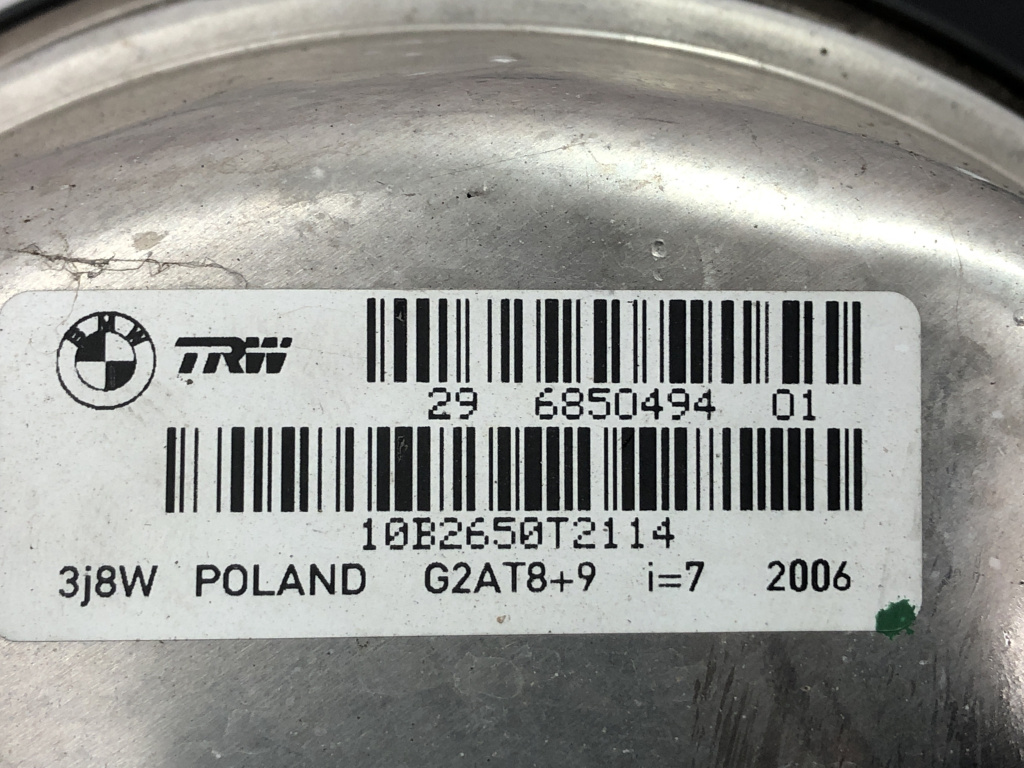 BMW TRW
29 6850494 01
10B2650T2114
3j8W POLAND G2AT8+9 i=7 2006